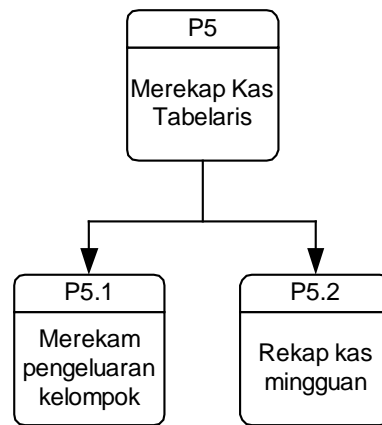 P5
Merekap Kas
Tabelaris
P5.1
Merekam
pengeluaran
kelompok
P5.2
Rekap kas
mingguan